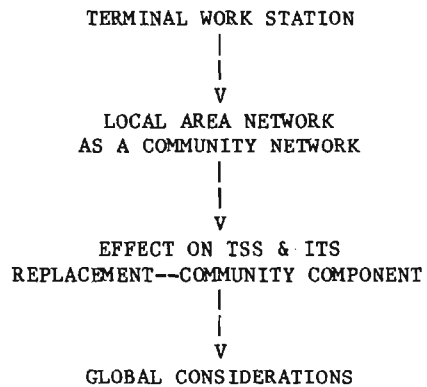 TERMINAL WORK STATION
|
|
V
LOCAL AREA NETWORK
AS A COMMUNITY NETWORK
|
|
V
EFFECT ON TSS & ITS
REPLACEMENT--COMMUNITY COMPONENT
|
|
V
GLOBAL CONSIDERATIONS